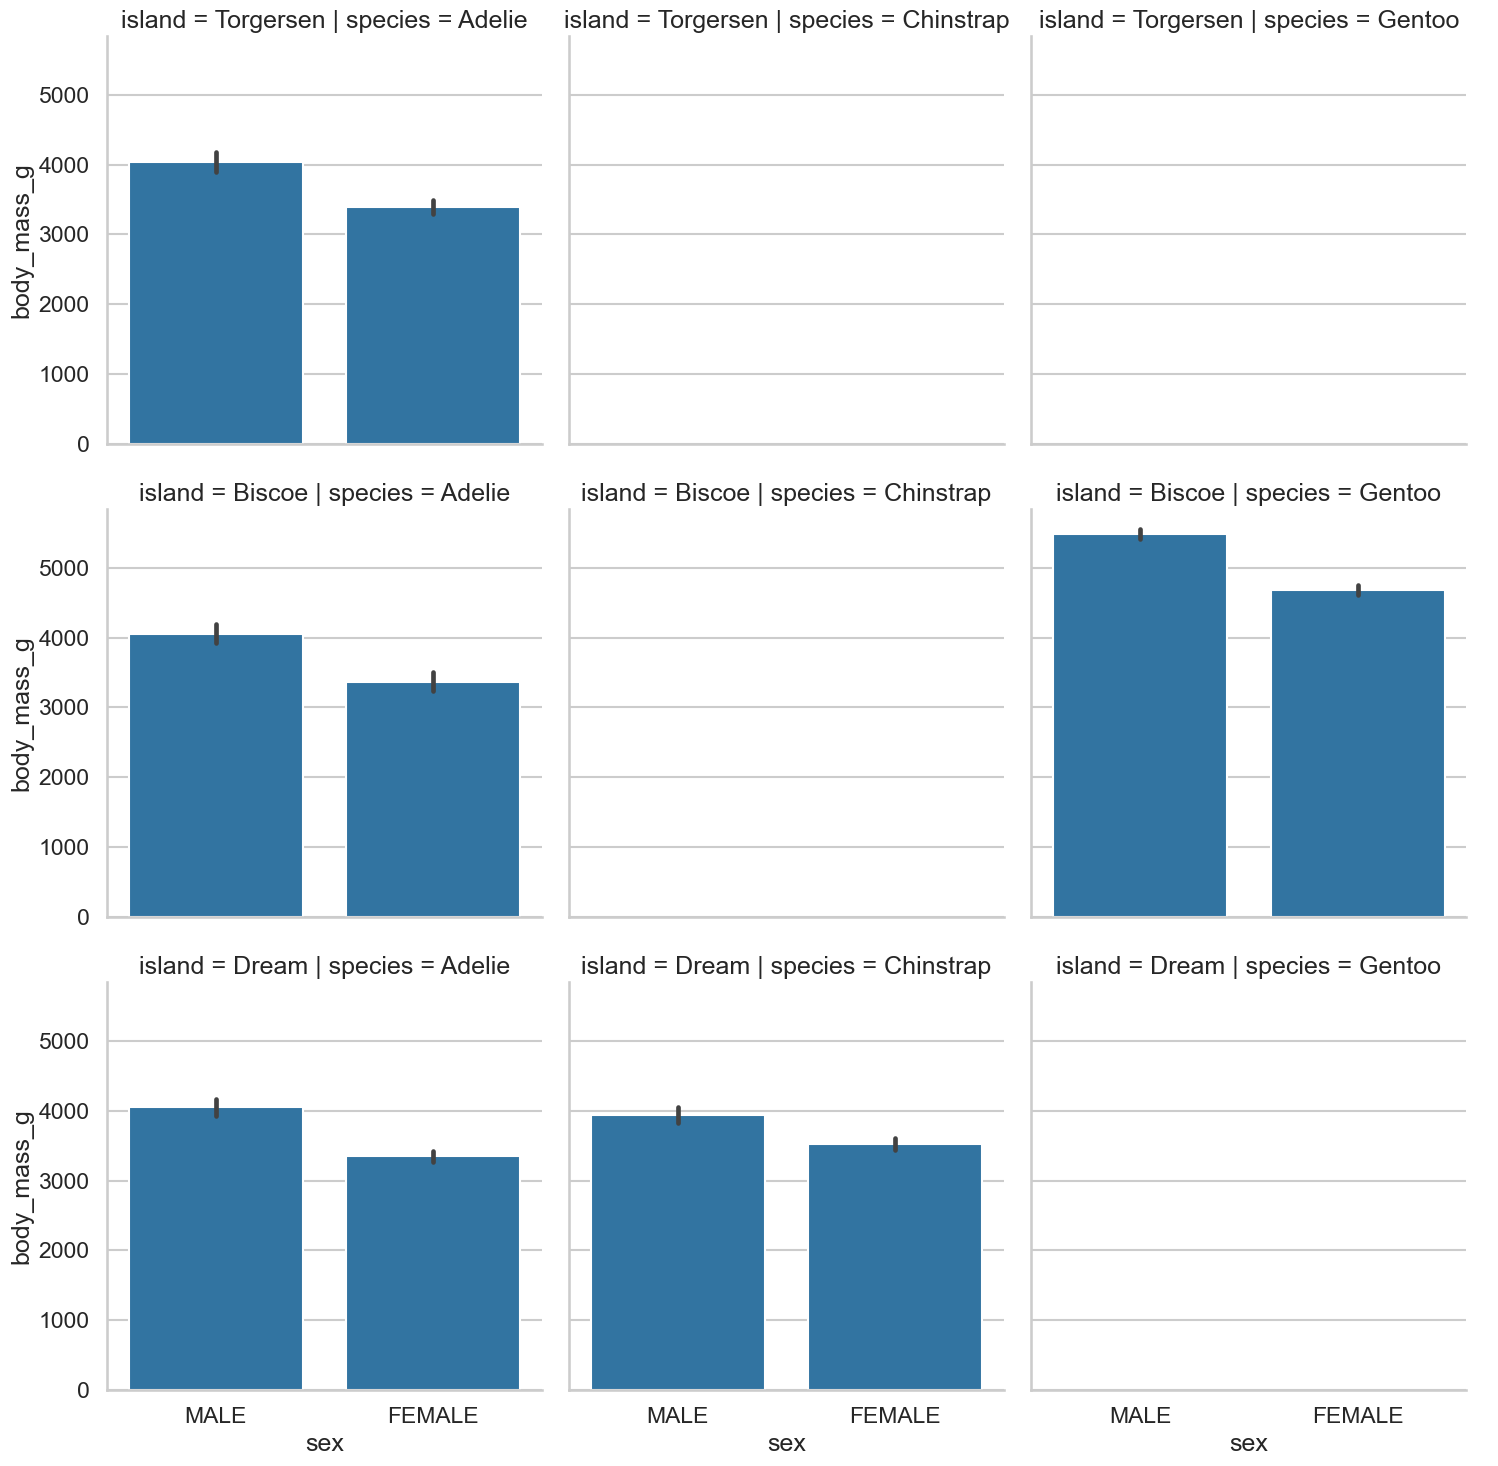 island = Torgersen | species = Adelie
island = Torgersen | species = Chinstrap
island = Torgersen | species = Gentoo
5000
4000
3000
2000
1000
0
body_mass_g
island = Biscoe | species = Adelie
island = Biscoe | species = Chinstrap
island = Biscoe | species = Gentoo
5000
4000
3000
2000
1000
0
body_mass_g
island = Dream | species = Adelie
island = Dream | species = Chinstrap
island = Dream | species = Gentoo
5000
4000
3000
2000
1000
0
body_mass_g
MALE FEMALE
sex
MALE FEMALE
sex
MALE FEMALE
sex